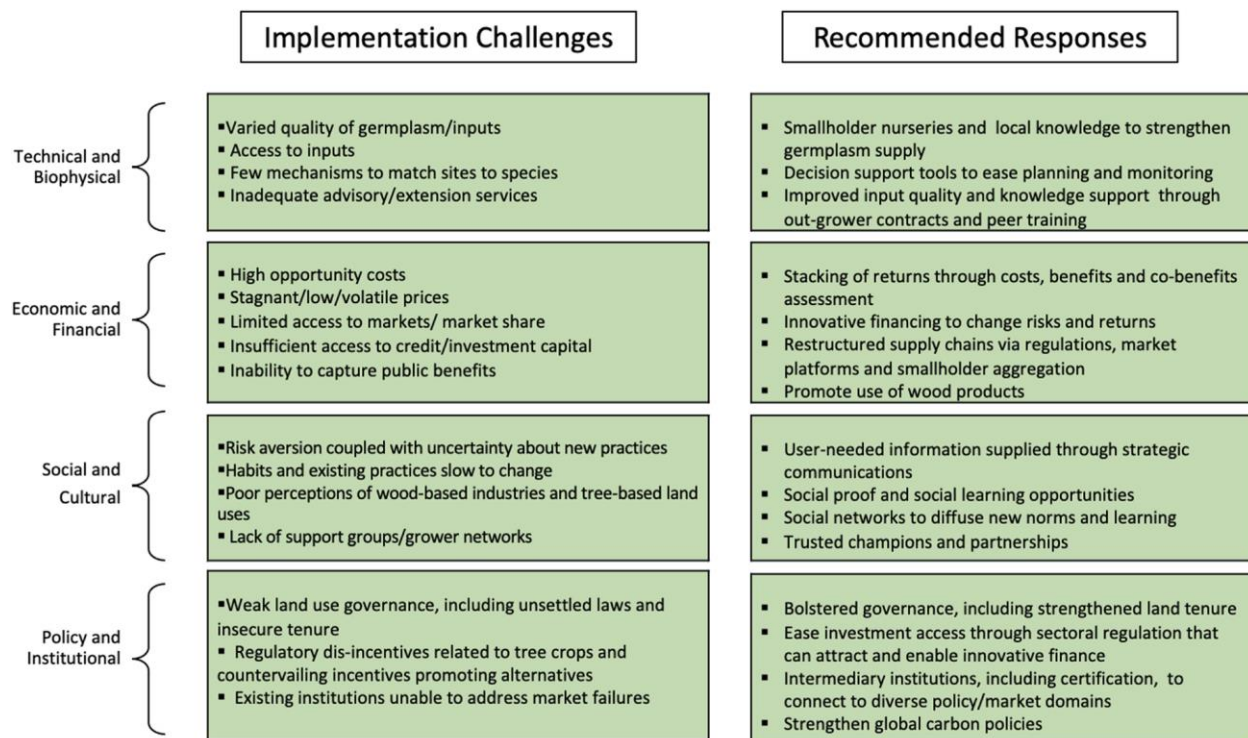 Implementation Challenges
Recommended Responses
Technical and
Biophysical
▪Varied quality of germplasm/inputs
▪ Access to inputs
▪ Few mechanisms to match sites to species
▪ Inadequate advisory/extension services
▪ Smallholder nurseries and local knowledge to strengthen
germplasm supply
▪ Decision support tools to ease planning and monitoring
▪ Improved input quality and knowledge support through
out-grower contracts and peer training
Economic and
Financial
▪ High opportunity costs
▪ Stagnant/low/volatile prices
▪ Limited access to markets/ market share
▪ Insufficient access to credit/investment capital
▪ Inability to capture public benefits
▪ Stacking of returns through costs, benefits and co-benefits
assessment
▪ Innovative financing to change risks and returns
▪ Restructured supply chains via regulations, market
platforms and smallholder aggregation
▪ Promote use of wood products
Social and
Cultural
▪Risk aversion coupled with uncertainty about new practices
▪Habits and existing practices slow to change
▪Poor perceptions of wood-based industries and tree-based land
uses
▪ Lack of support groups/grower networks
▪ User-needed information supplied through strategic
communications
▪ Social proof and social learning opportunities
▪ Social networks to diffuse new norms and learning
▪ Trusted champions and partnerships
Policy and
Institutional
▪Weak land use governance, including unsettled laws and
insecure tenure
▪ Regulatory dis-incentives related to tree crops and
countervailing incentives promoting alternatives
▪ Existing institutions unable to address market failures
▪ Bolstered governance, including strengthened land tenure
▪ Ease investment access through sectoral regulation that
can attract and enable innovative finance
▪ Intermediary institutions, including certification, to
connect to diverse policy/market domains
▪ Strengthen global carbon policies